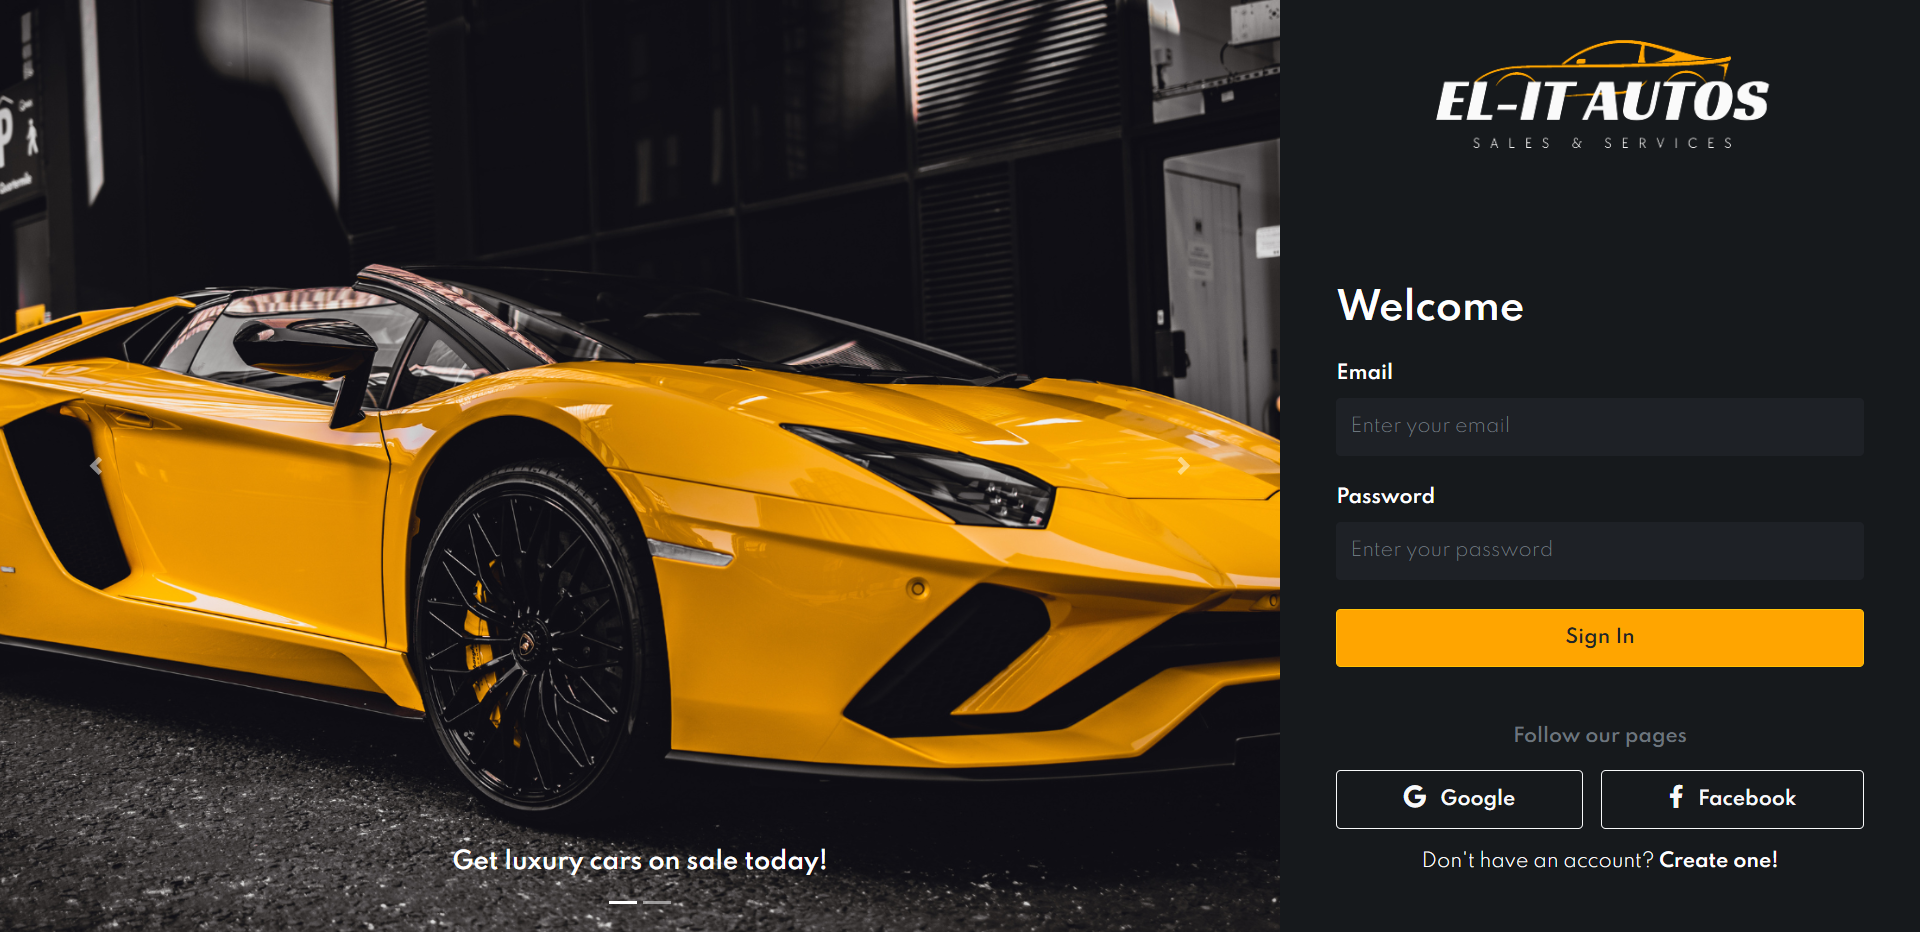 P
Get luxury cars on sale today!
EL-IT AUTOS
SALES & SERVICES
Welcome
Email
Enter your email
Password
Enter your password
Sign In
Follow our pages
Google
Facebook
Don't have an account? Create one!